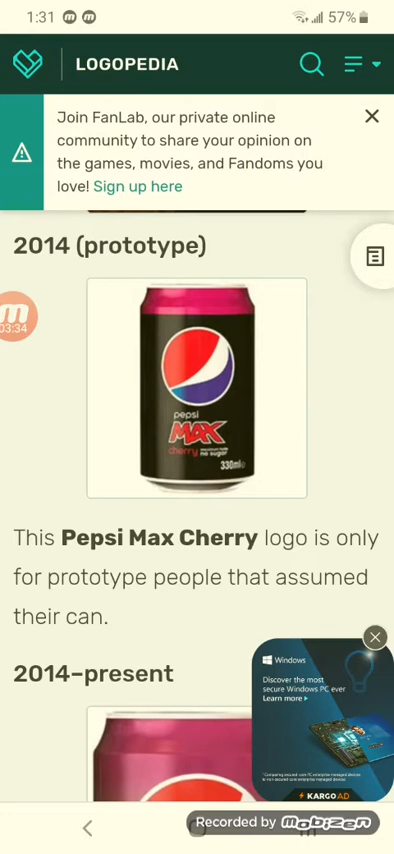 1:31
57%
LOGOPEDIA
Join FanLab, our private online
community to share your opinion on
the games, movies, and Fandoms you
love! Sign up here
2014 (prototype)
03:34
pepsi
MAX
cherry maximum taste
no sugar
330ml
This Pepsi Max Cherry logo is only
for prototype people that assumed
their can.
2014–present
Windows
Discover the most
secure Windows PC ever
Learn more
KARGO AD
Recorded by mobizen